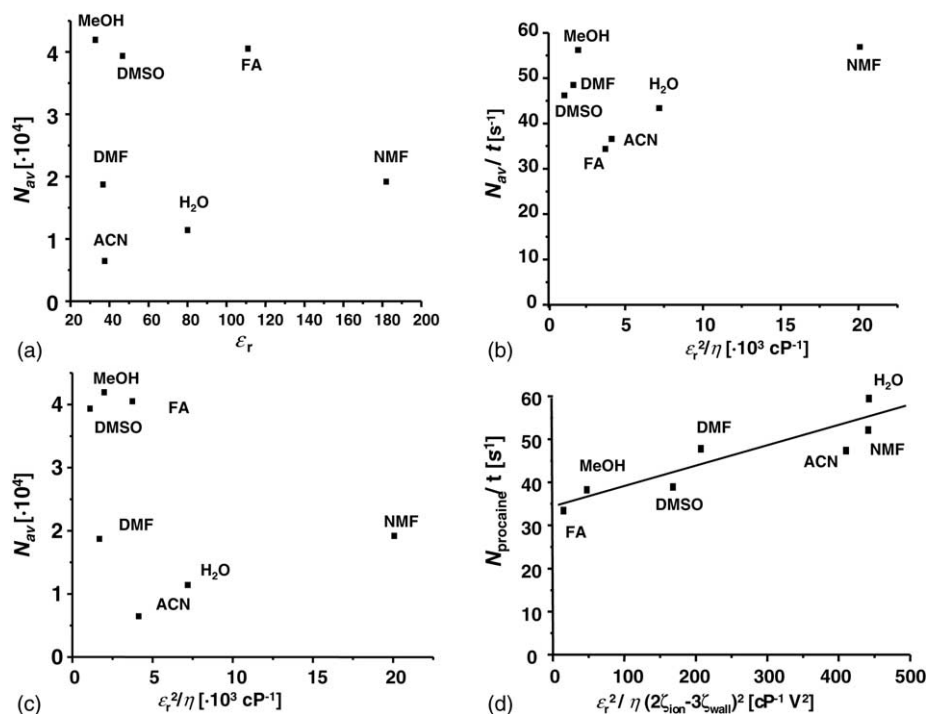 MeOH
DMSO
FA
DMF
NMF
H₂O
ACN
N_av [·10⁴]
4
3
2
1
0
20 40 60 80 100 120 140 160 180 200
(a)
ε_r
MeOH
NMF
DMF
H₂O
DMSO
ACN
FA
N_av / t [s⁻¹]
60
50
40
30
20
10
0
0 5 10 15 20
(b)
ε_r²/η [·10³ cP⁻¹]
MeOH
FA
DMSO
DMF
NMF
H₂O
ACN
N_av [·10⁴]
4
3
2
1
0
0 5 10 15 20
(c)
ε_r²/η [·10³ cP⁻¹]
H₂O
DMF
NMF
ACN
MeOH
DMSO
FA
N_procaine / t [s¹]
60
50
40
30
20
10
0
0 100 200 300 400 500
(d)
ε_r²/ η (2ζ_ion-3ζ_wall)² [cP⁻¹ V²]